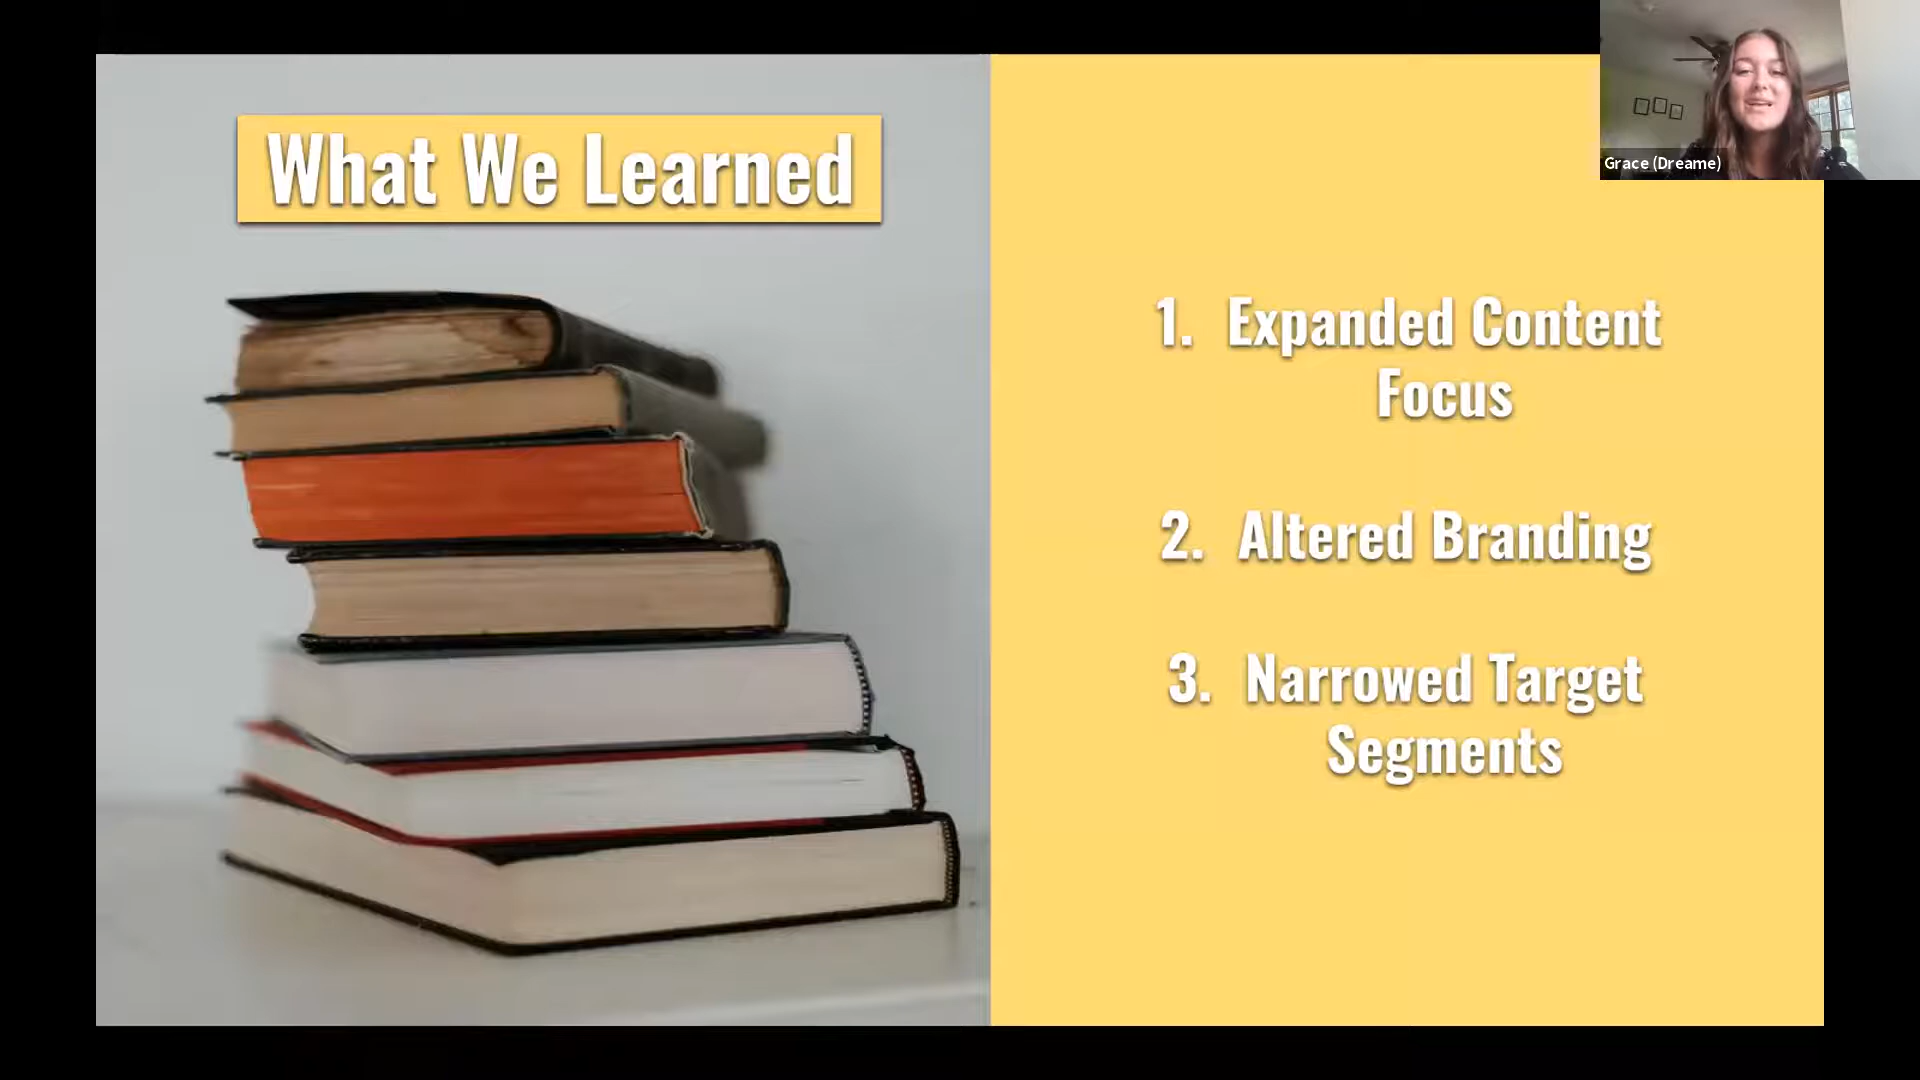 What We Learned
1. Expanded Content
Focus
2. Altered Branding
3. Narrowed Target
Segments
Grace (Dreame)